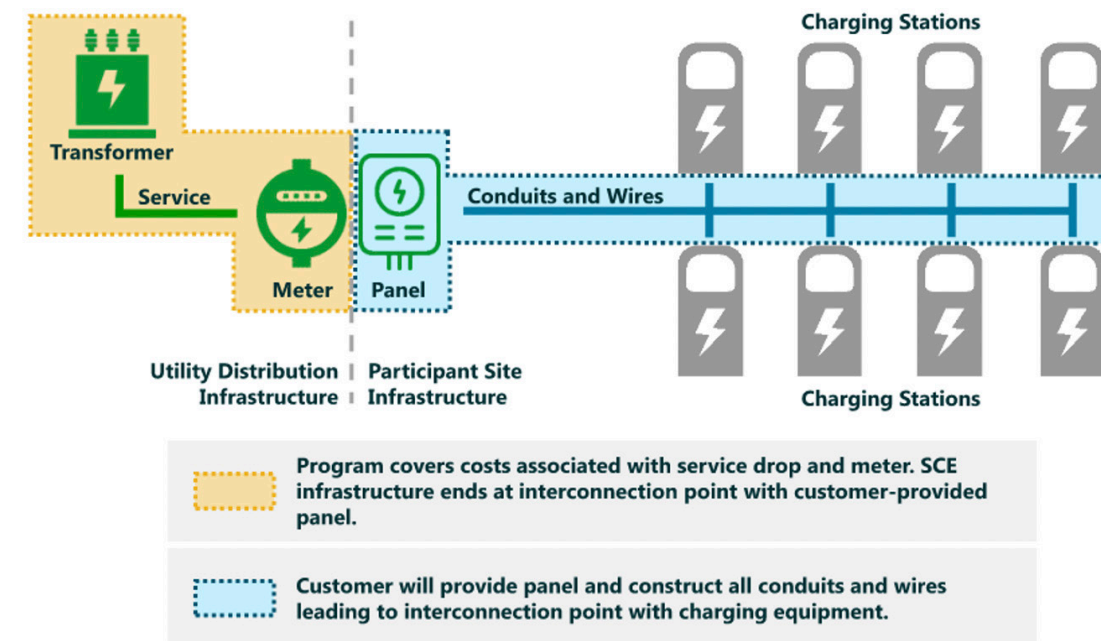 Charging Stations
Transformer
Service
Conduits and Wires
Meter
Panel
Utility Distribution
Infrastructure
Participant Site
Infrastructure
Charging Stations
Program covers costs associated with service drop and meter. SCE
infrastructure ends at interconnection point with customer-provided
panel.
Customer will provide panel and construct all conduits and wires
leading to interconnection point with charging equipment.